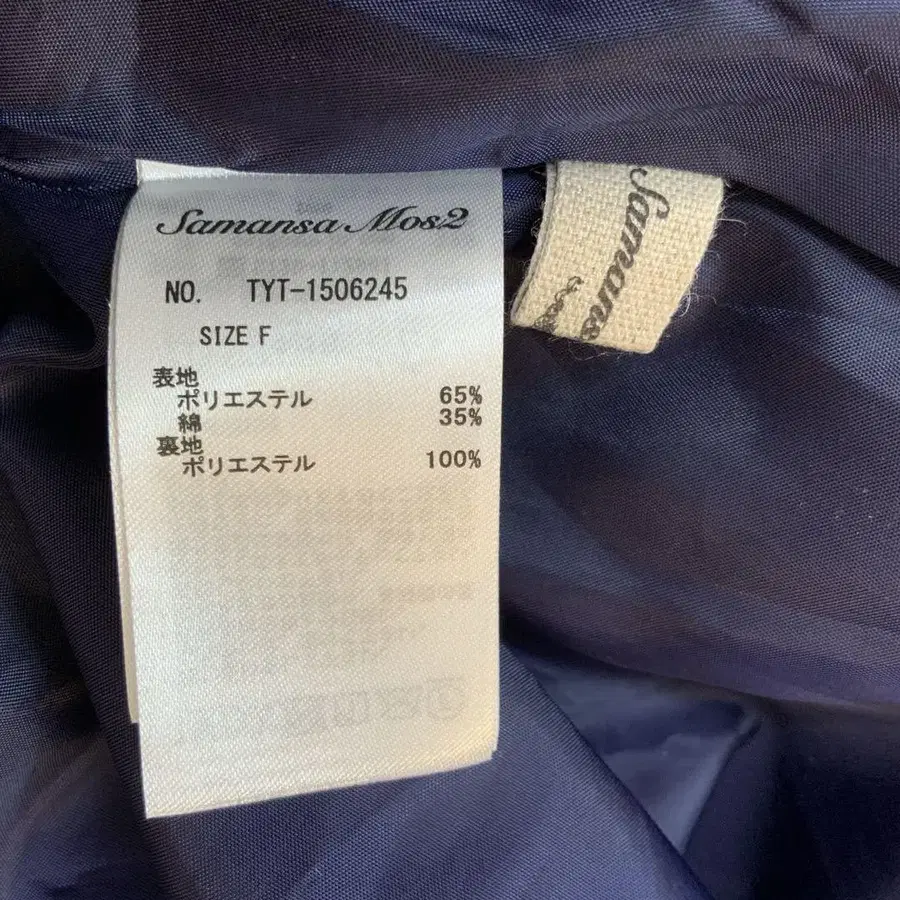 Samansa Mos2
NO. TYT-1506245
SIZE F
表地
ポリエステル 65%
綿 35%
裏地
ポリエステル 100%
Samans